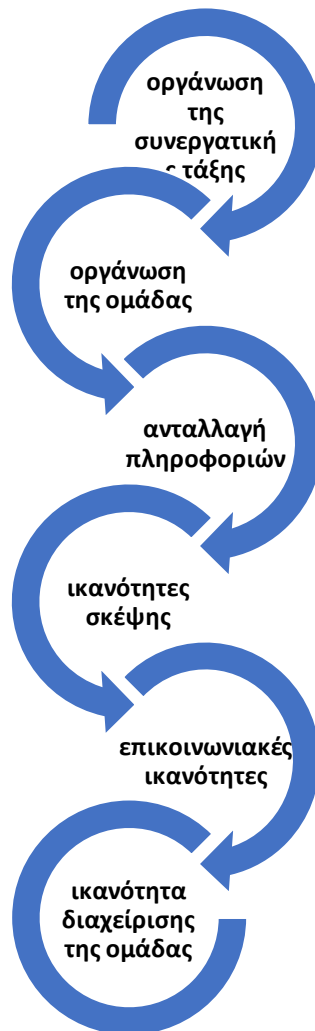 οργάνωση
της
συνεργατική
ς τάξης
οργάνωση
της ομάδας
ανταλλαγή
πληροφοριών
ικανότητες
σκέψης
επικοινωνιακές
ικανότητες
ικανότητα
διαχείρισης
της ομάδας